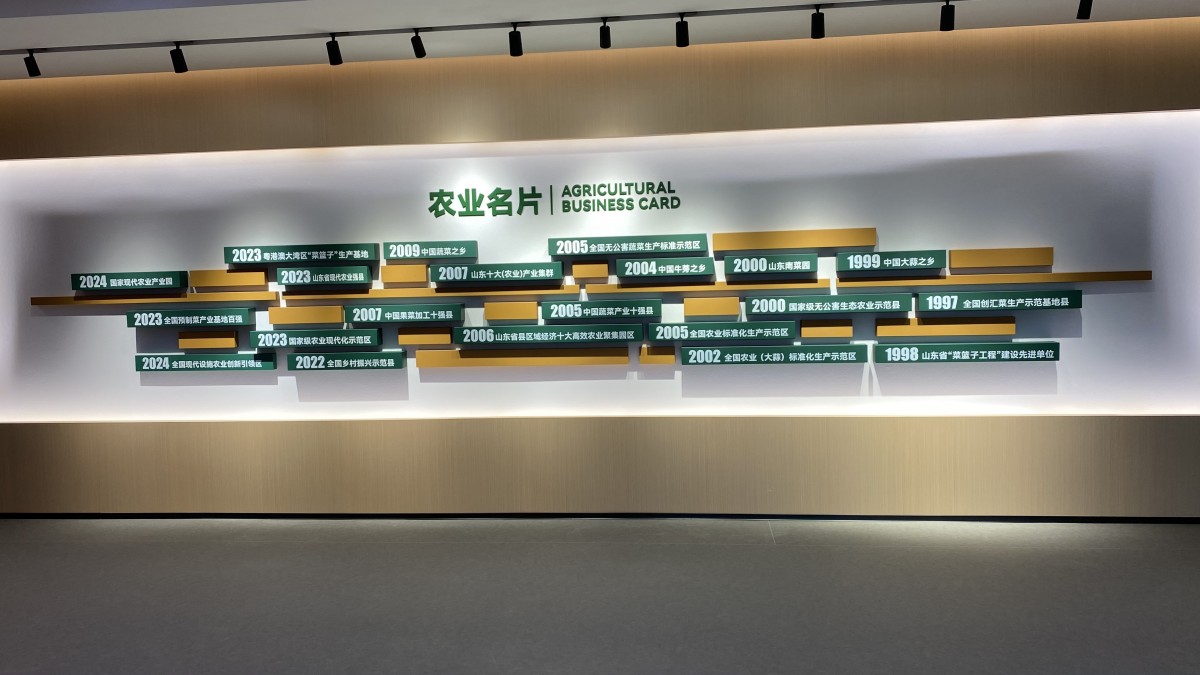 农业名片
AGRICULTURAL
BUSINESS CARD
2023 粤港澳大湾区“菜篮子”生产基地
2009 中国蔬菜之乡
2005 全国无公害蔬菜生产标准示范区
2024 国家现代农业产业园
2023 山东省现代农业强县
2007 山东十大(农业)产业集群
2004 中国牛蒡之乡
2000 山东南菜园
1999 中国大蒜之乡
2023 全国预制菜产业基地百强
2007 中国果菜加工十强县
2005 中国蔬菜产业十强县
2000 国家级无公害生态农业示范县
1997 全国创汇菜生产示范基地县
2023 国家级农业现代化示范区
2006 山东省县区域经济十大高效农业聚集园区
2005 全国农业标准化生产示范区
2024 全国现代设施农业创新引领区
2022 全国乡村振兴示范县
2002 全国农业（大蒜）标准化生产示范区
1998 山东省“菜篮子工程”建设先进单位